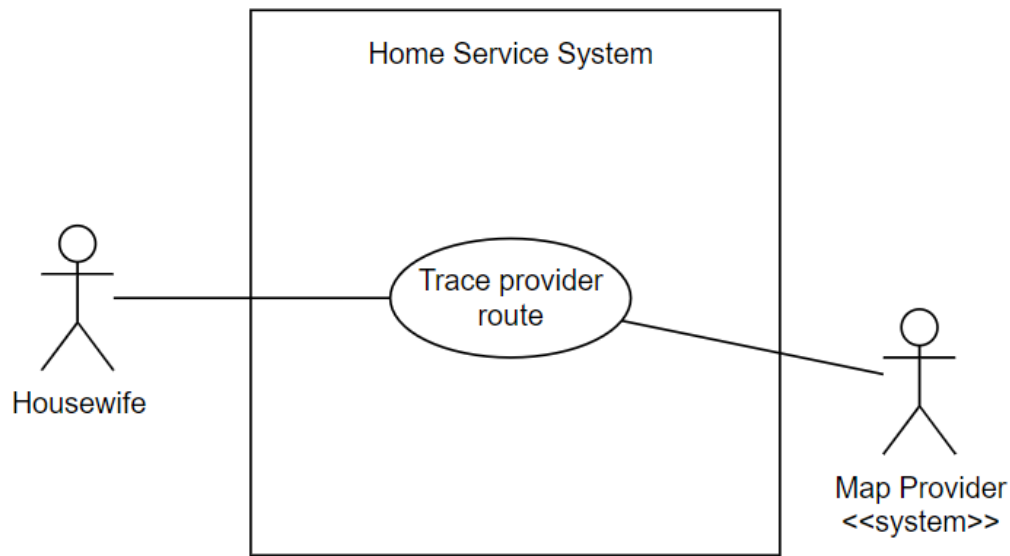 Home Service System
Trace provider
route
Housewife
Map Provider
<<system>>